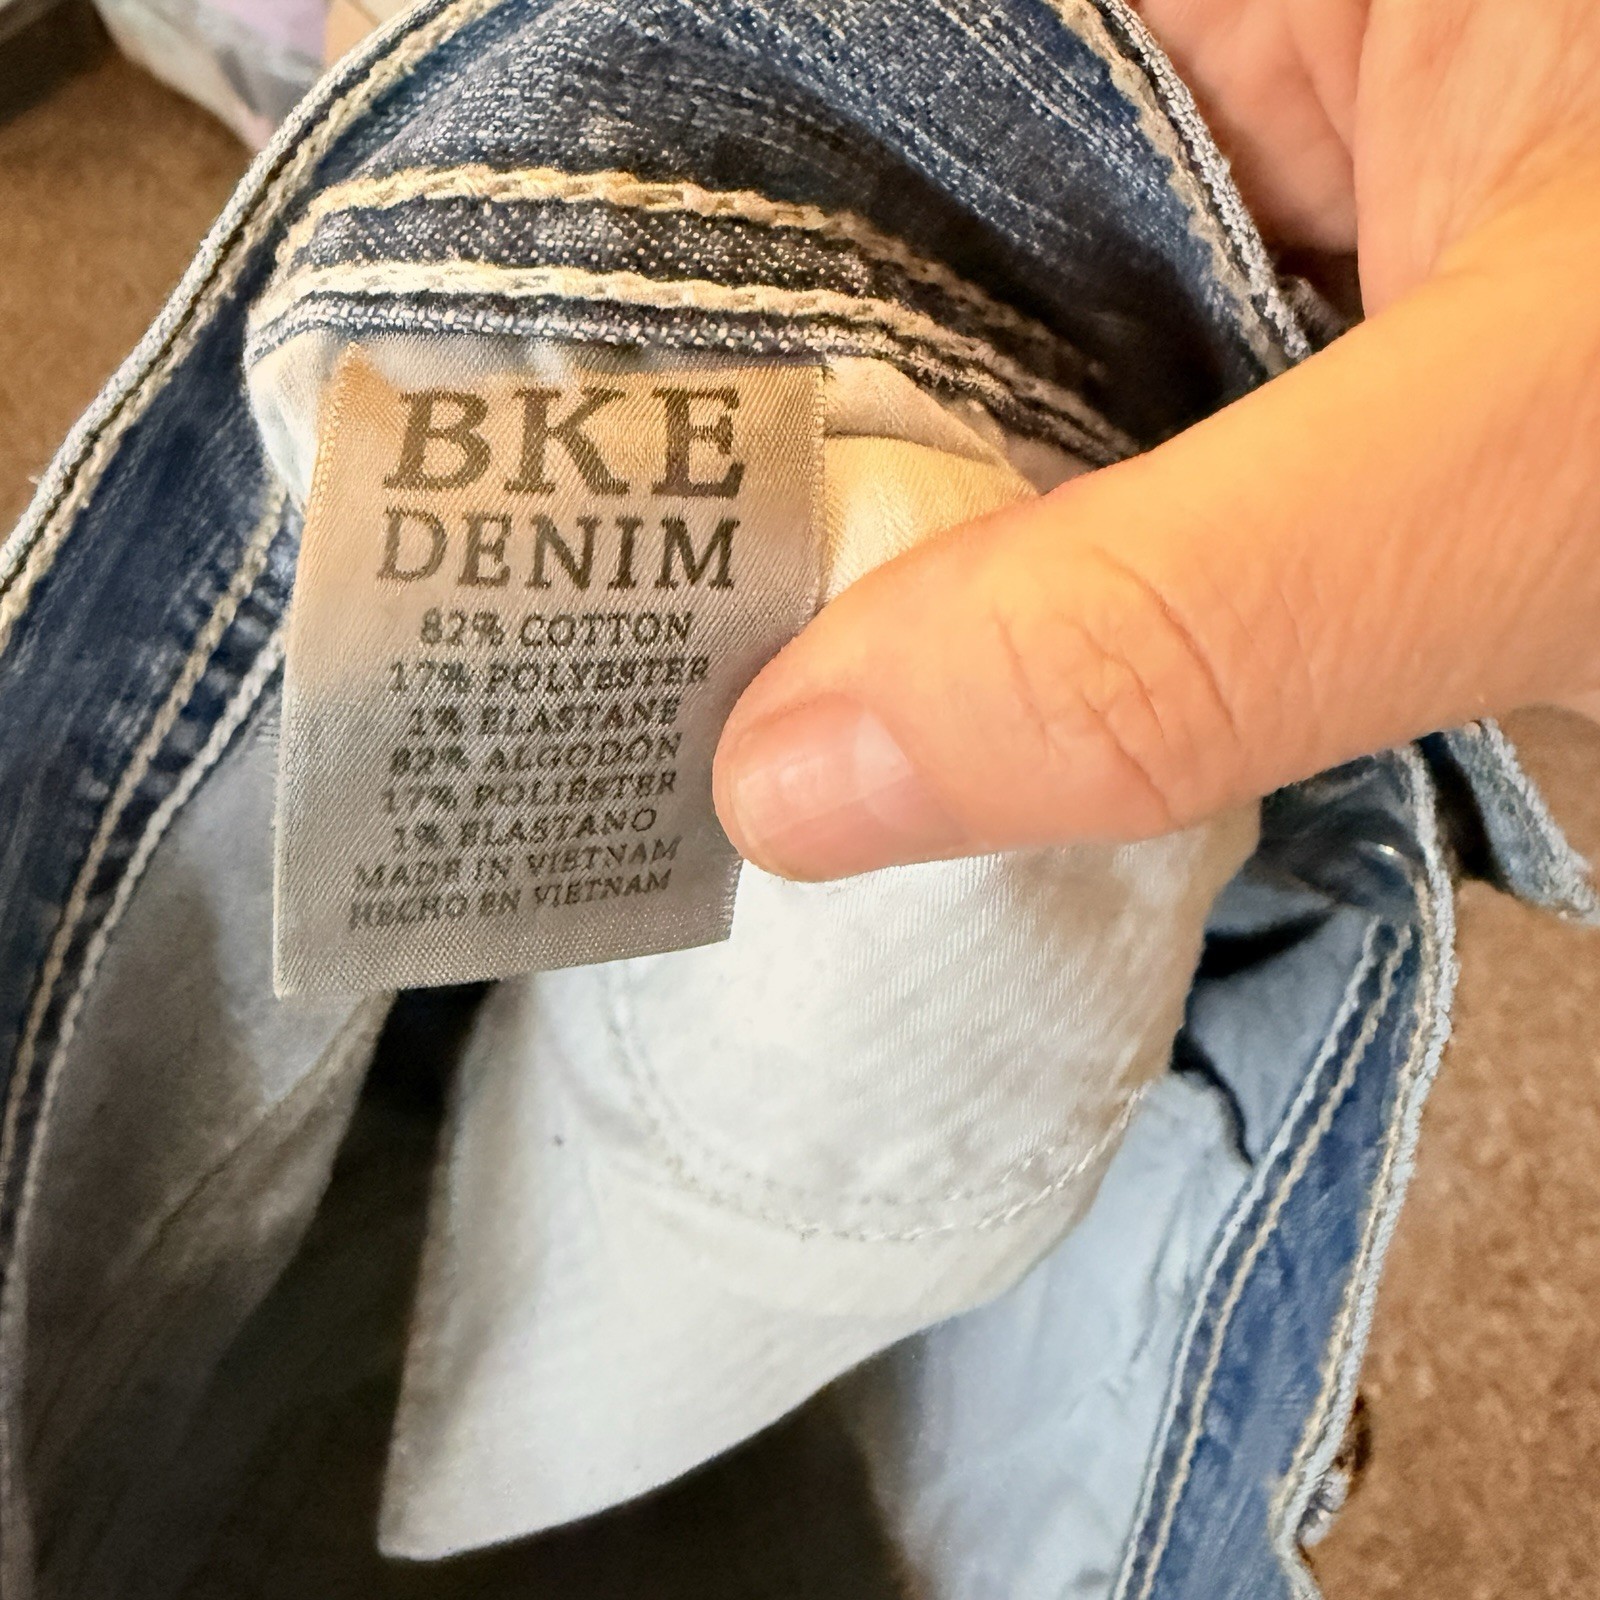 BKE
DENIM
82% COTTON
17% POLYESTER
1% ELASTANE
82% ALGODÓN
17% POLIÉSTER
1% ELASTANO
MADE IN VIETNAM
HECHO EN VIETNAM